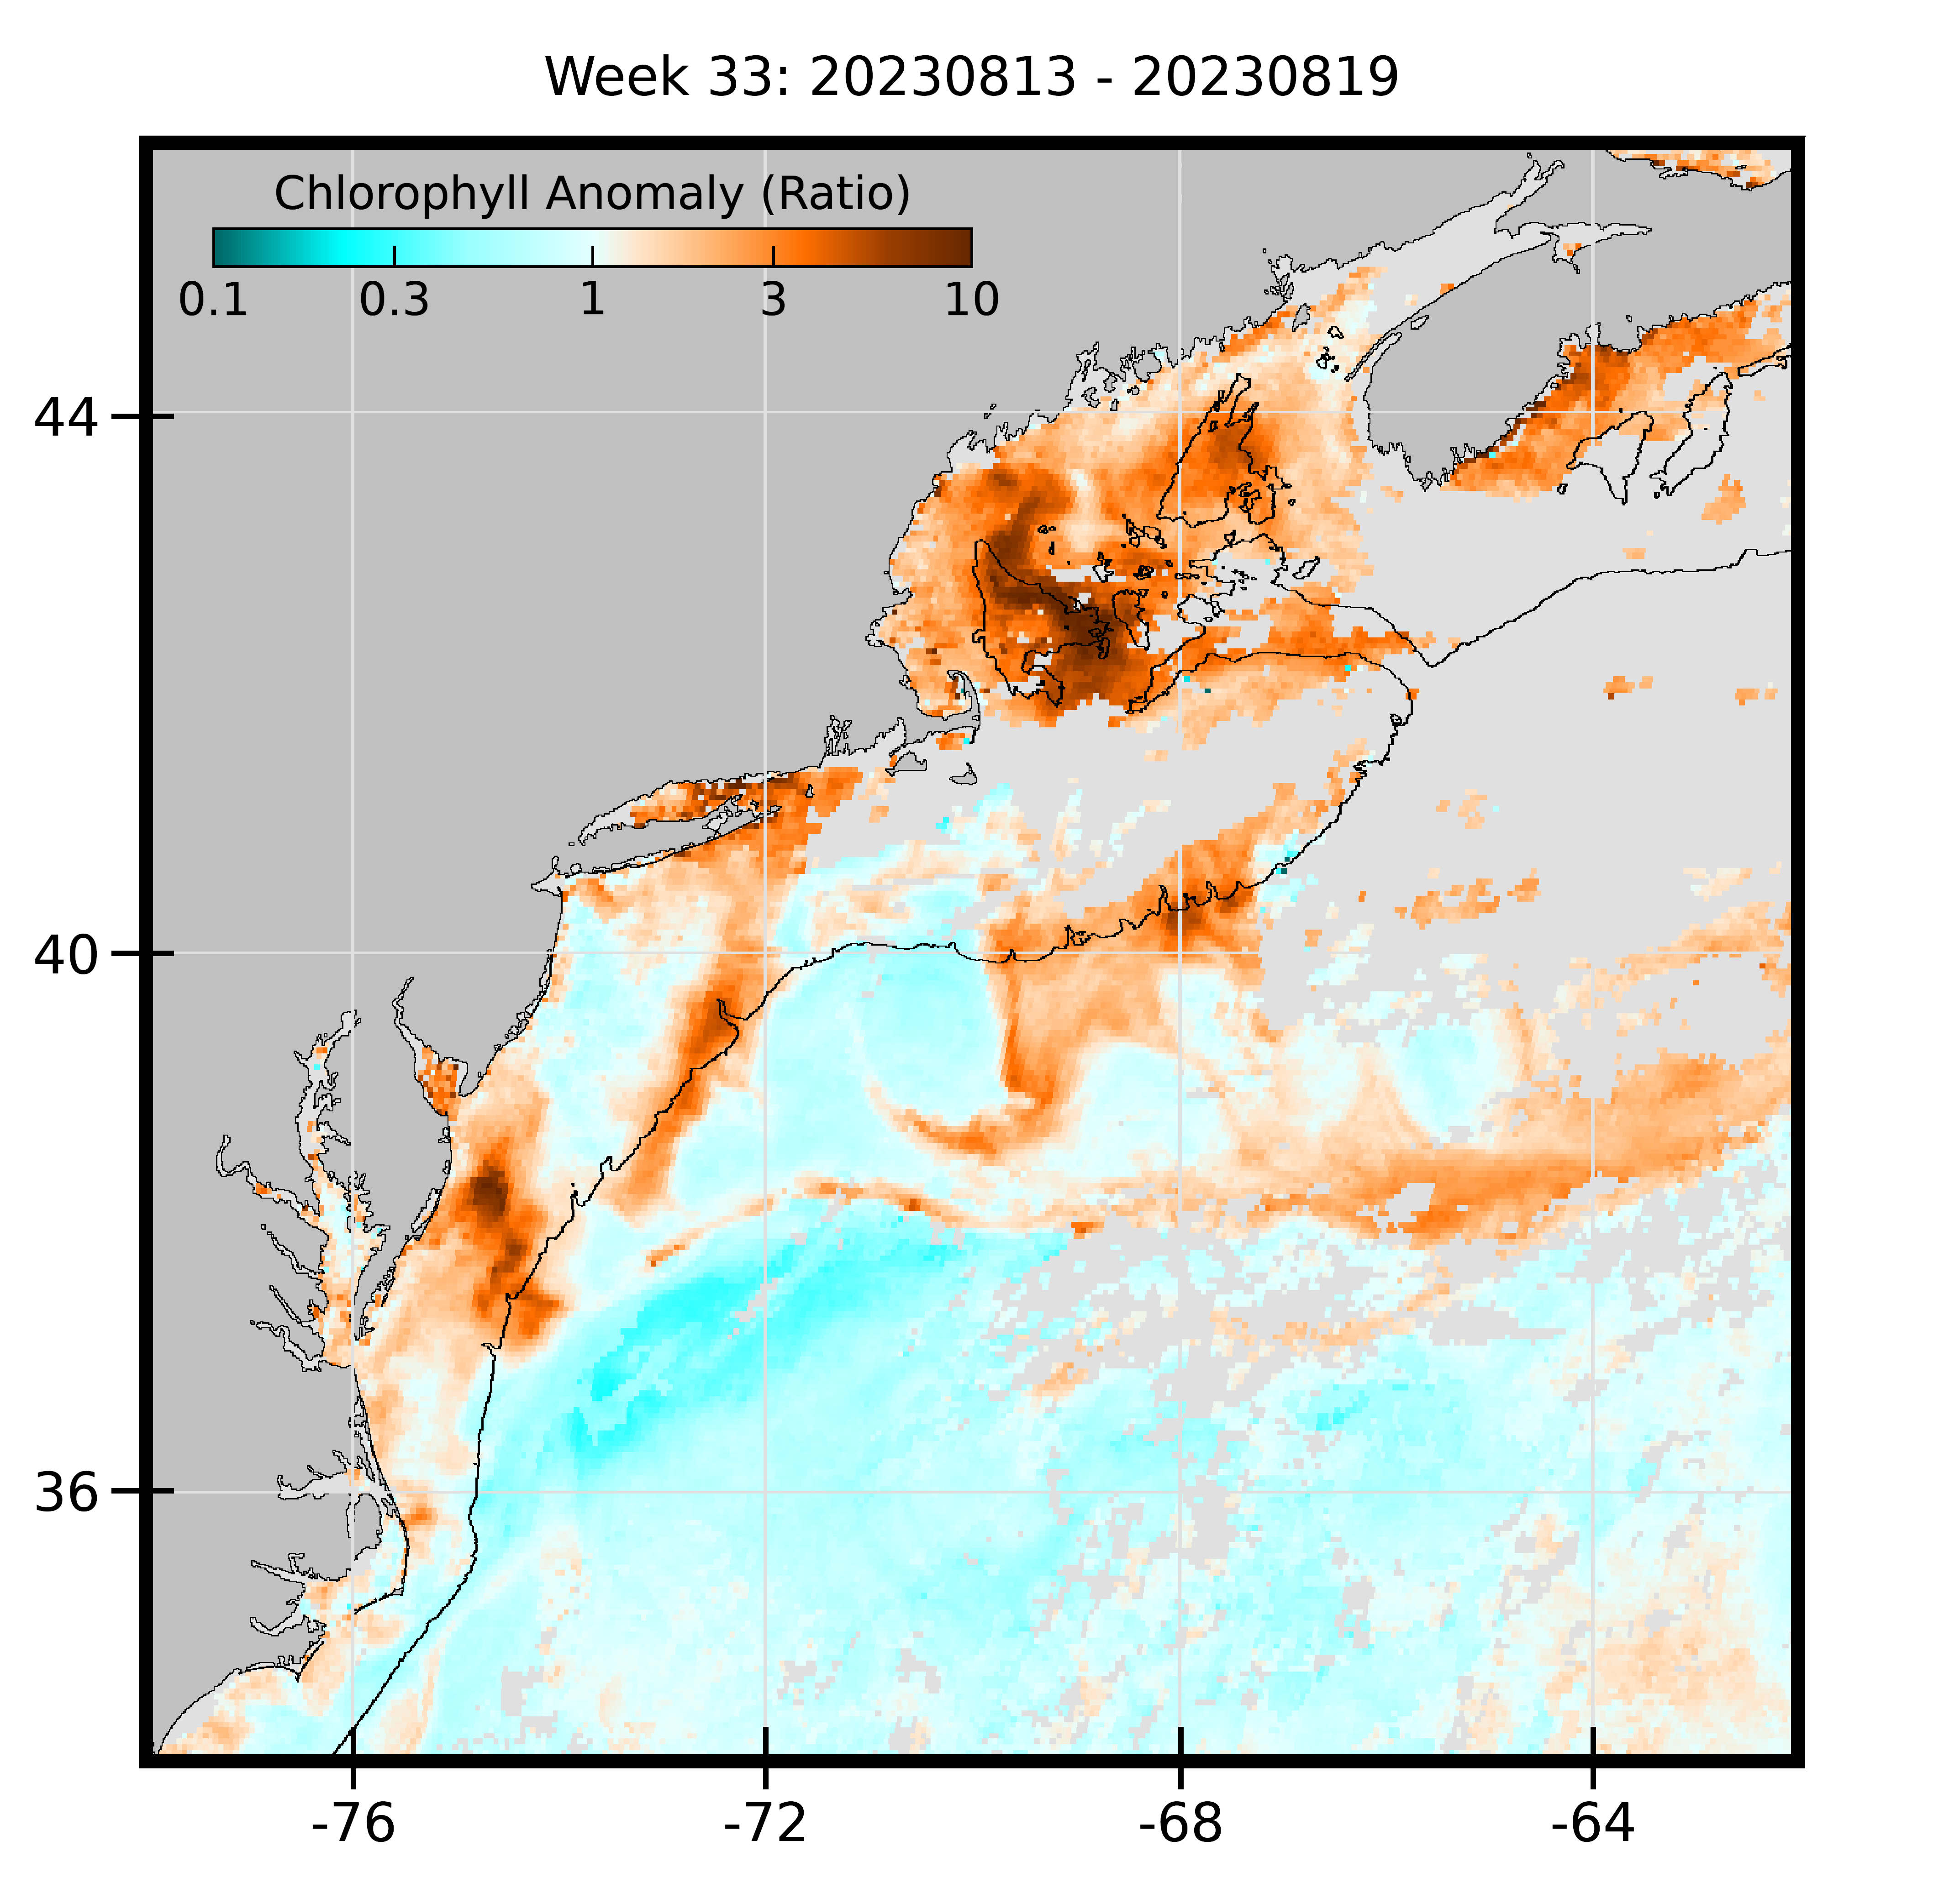 Week 33: 20230813 - 20230819
Chlorophyll Anomaly (Ratio)
0.1 0.3 1 3 10
44
40
36
-76 -72 -68 -64